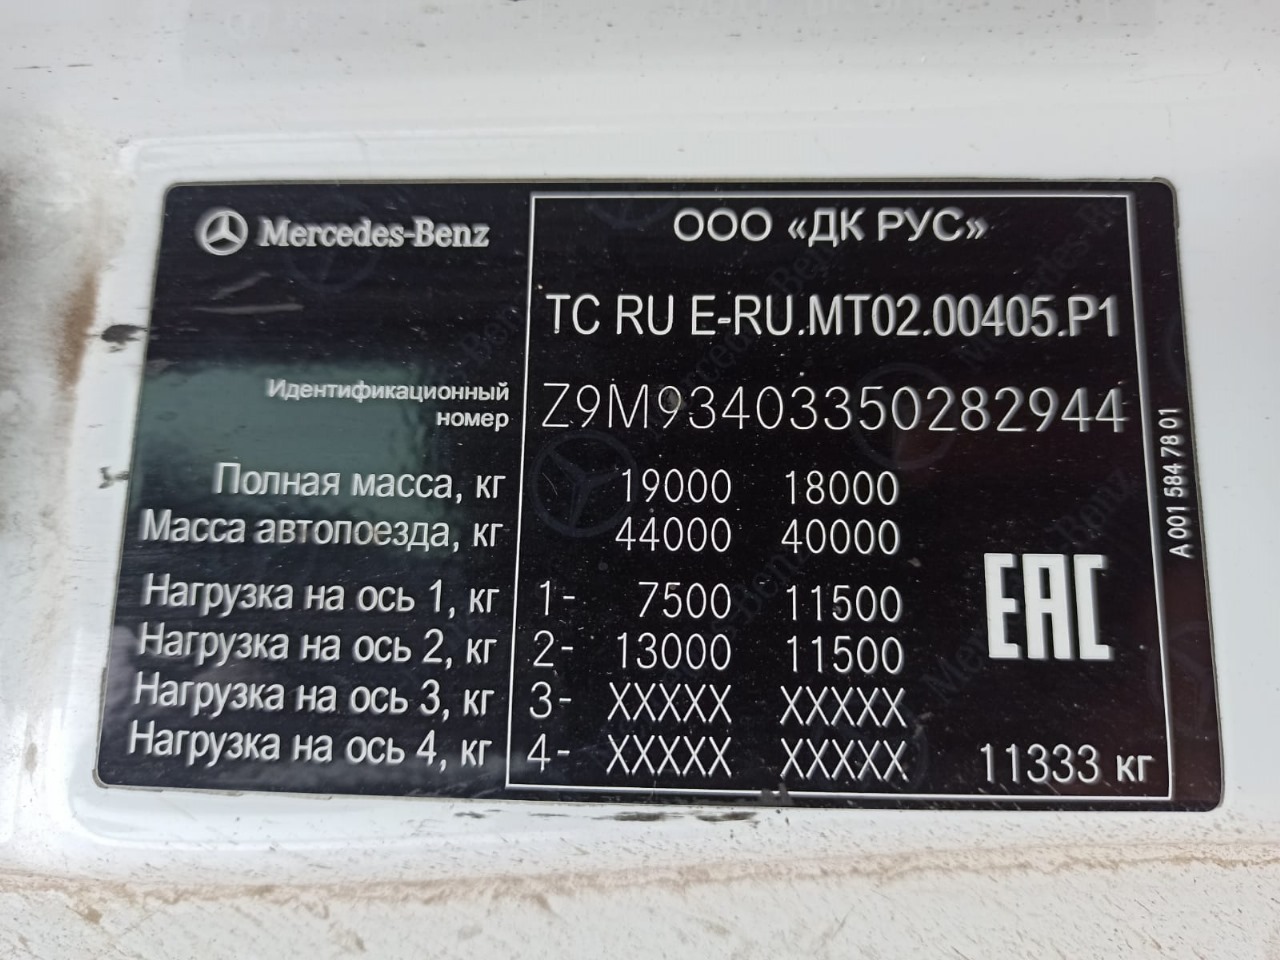 Mercedes-Benz
ООО «ДК РУС»
ТС RU E-RU.MT02.00405.P1
Идентификационный
номер
Z9M93403350282944
Полная масса, кг 19000 18000
Масса автопоезда, кг 44000 40000
Нагрузка на ось 1, кг 1- 7500 11500
Нагрузка на ось 2, кг 2- 13000 11500
Нагрузка на ось 3, кг 3- XXXXX XXXXX
Нагрузка на ось 4, кг 4- XXXXX XXXXX
EAC
11333 кг
A 001 584 78 01